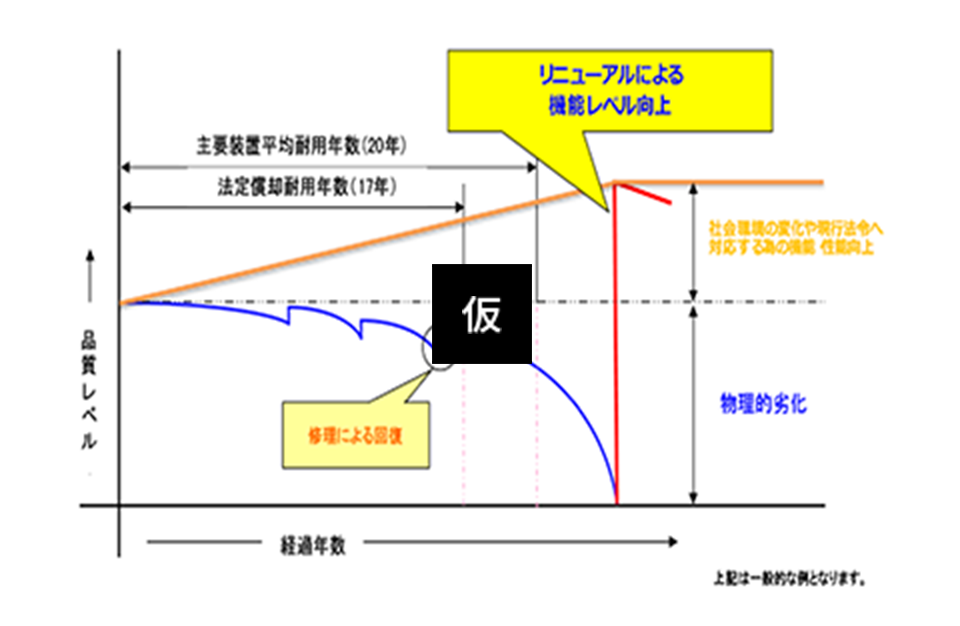 リニューアルによる
機能レベル向上
主要装置平均耐用年数(20年)
法定償却耐用年数(17年)
社会環境の変化や現行法令へ
対応する為の機能 性能向上
仮
品質レベル
物理的劣化
修理による回復
経過年数
上記は一般的な例となります。